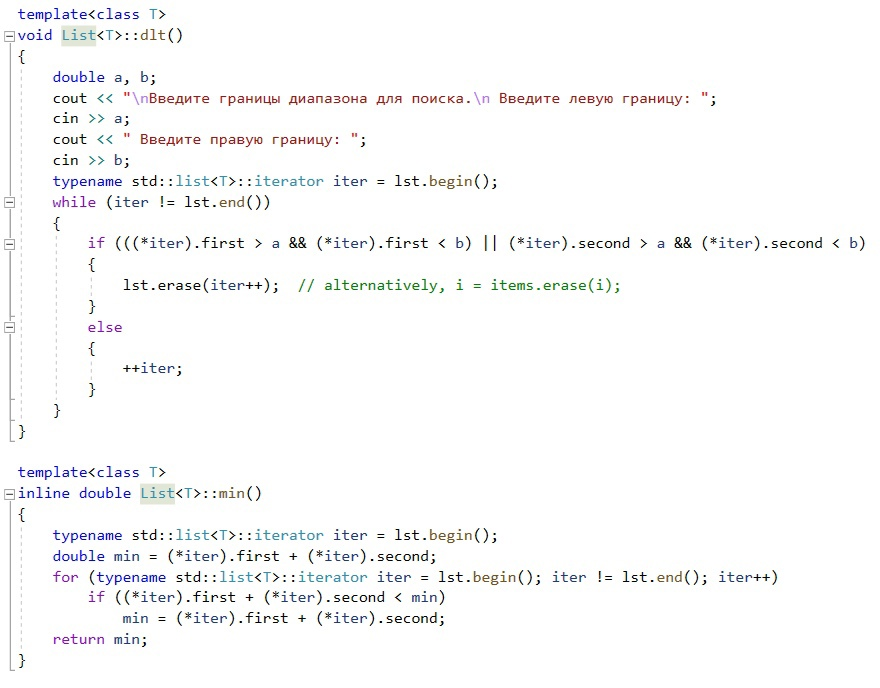 template<class T>
void List<T>::dlt()
{
    double a, b;
    cout << "\nВведите границы диапазона для поиска.\n Введите левую границу: ";
    cin >> a;
    cout << " Введите правую границу: ";
    cin >> b;
    typename std::list<T>::iterator iter = lst.begin();
    while (iter != lst.end())
    {
        if (((*iter).first > a && (*iter).first < b) || (*iter).second > a && (*iter).second < b)
        {
            lst.erase(iter++);  // alternatively, i = items.erase(i);
        }
        else
        {
            ++iter;
        }
    }
}
template<class T>
inline double List<T>::min()
{
    typename std::list<T>::iterator iter = lst.begin();
    double min = (*iter).first + (*iter).second;
    for (typename std::list<T>::iterator iter = lst.begin(); iter != lst.end(); iter++)
        if ((*iter).first + (*iter).second < min)
            min = (*iter).first + (*iter).second;
    return min;
}